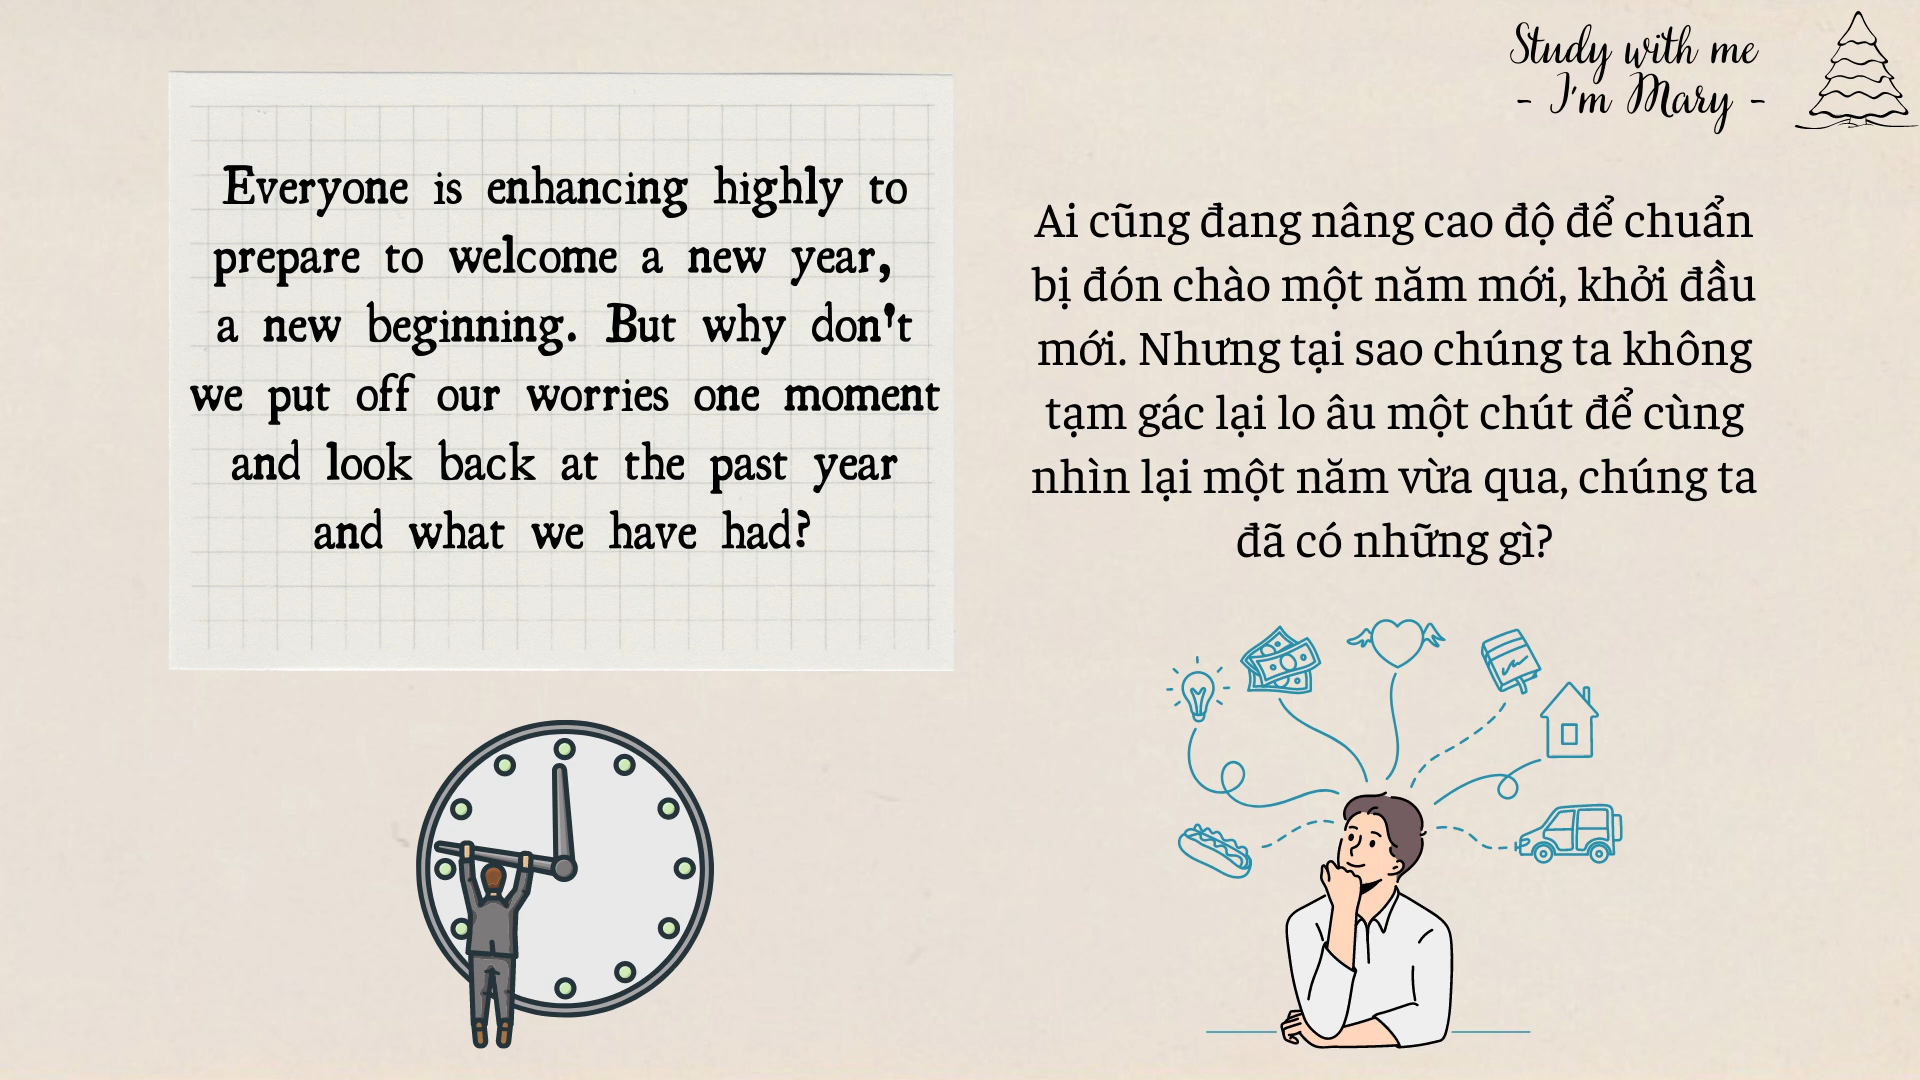 Study with me
- I'm Mary -
Everyone is enhancing highly to
prepare to welcome a new year,
a new beginning. But why don't
we put off our worries one moment
and look back at the past year
and what we have had?
Ai cũng đang nâng cao độ để chuẩn
bị đón chào một năm mới, khởi đầu
mới. Nhưng tại sao chúng ta không
tạm gác lại lo âu một chút để cùng
nhìn lại một năm vừa qua, chúng ta
đã có những gì?